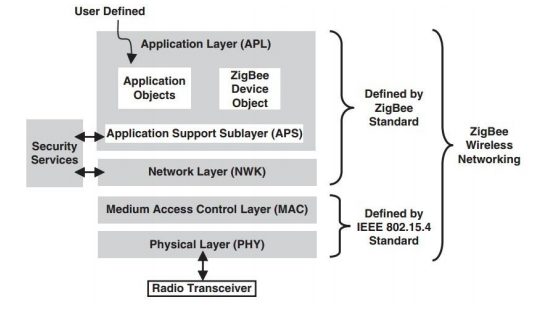 User Defined
Application Layer (APL)
Application
Objects
ZigBee
Device
Object
Application Support Sublayer (APS)
Security
Services
Network Layer (NWK)
Medium Access Control Layer (MAC)
Physical Layer (PHY)
Radio Transceiver
Defined by
ZigBee
Standard
Defined by
IEEE 802.15.4
Standard
ZigBee
Wireless
Networking